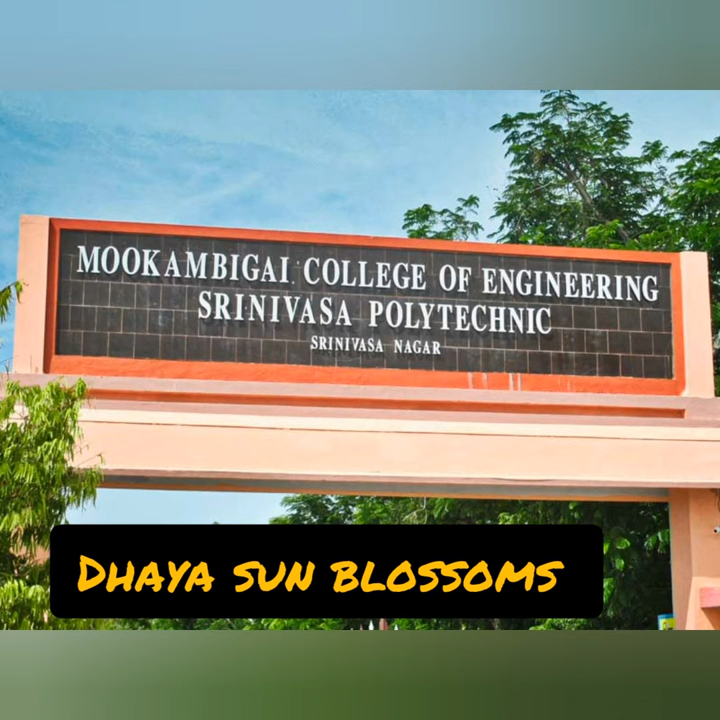 MOOKAMBIGAI COLLEGE OF ENGINEERING
SRINIVASA POLYTECHNIC
SRINIVASA NAGAR
DHAYA SUN BLOSSOMS